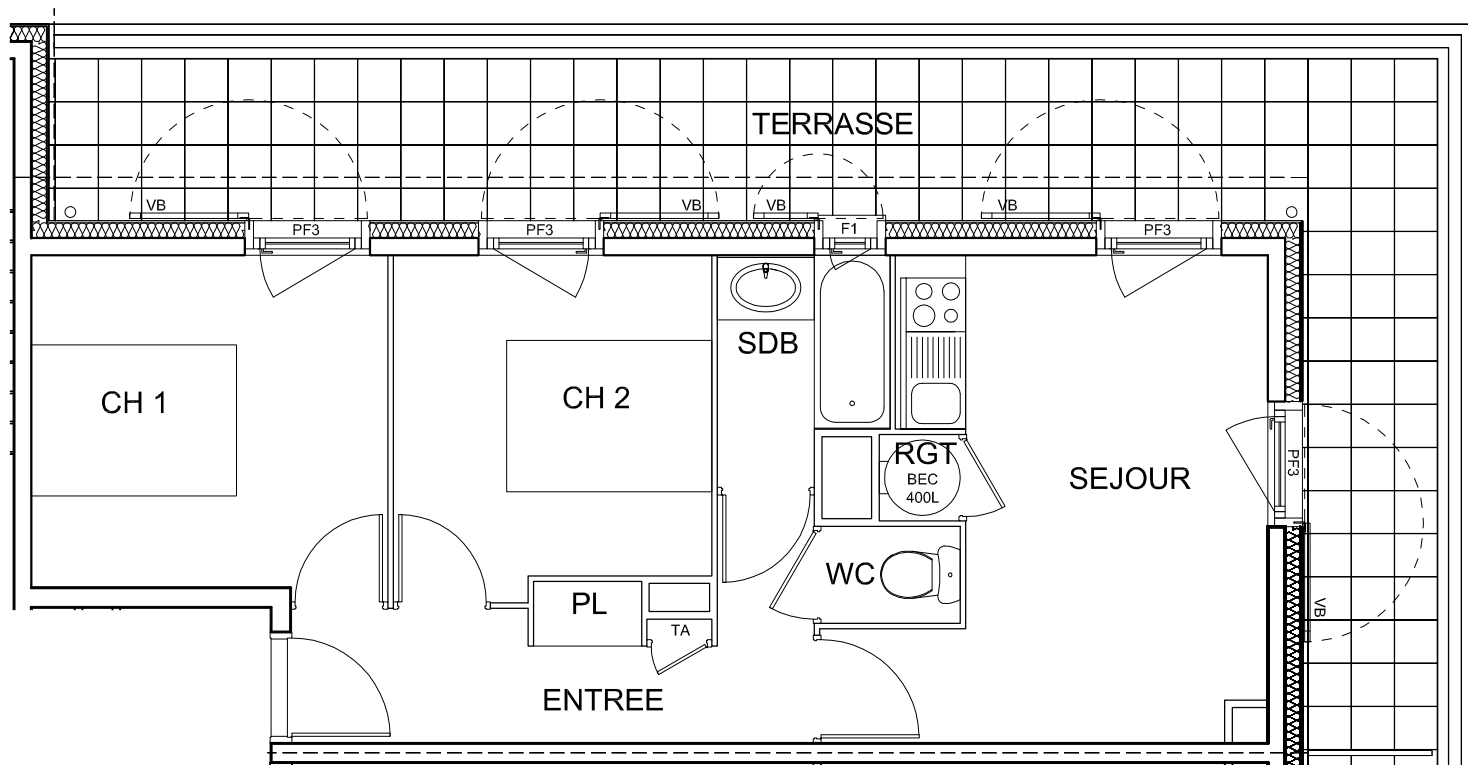 TERRASSE
VB
VB
VB
VB
PF3
PF3
F1
PF3
SDB
CH 1
CH 2
RGT
BEC
400L
SEJOUR
PF3
WC
PL
TA
VB
ENTREE